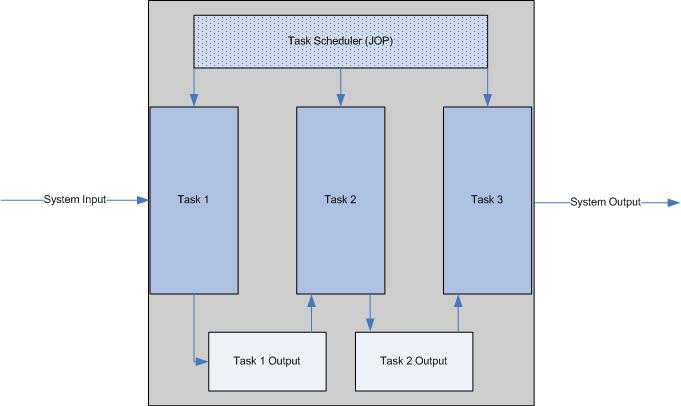 Task Scheduler (JOP)
System Input
Task 1
Task 2
Task 3
System Output
Task 1 Output
Task 2 Output